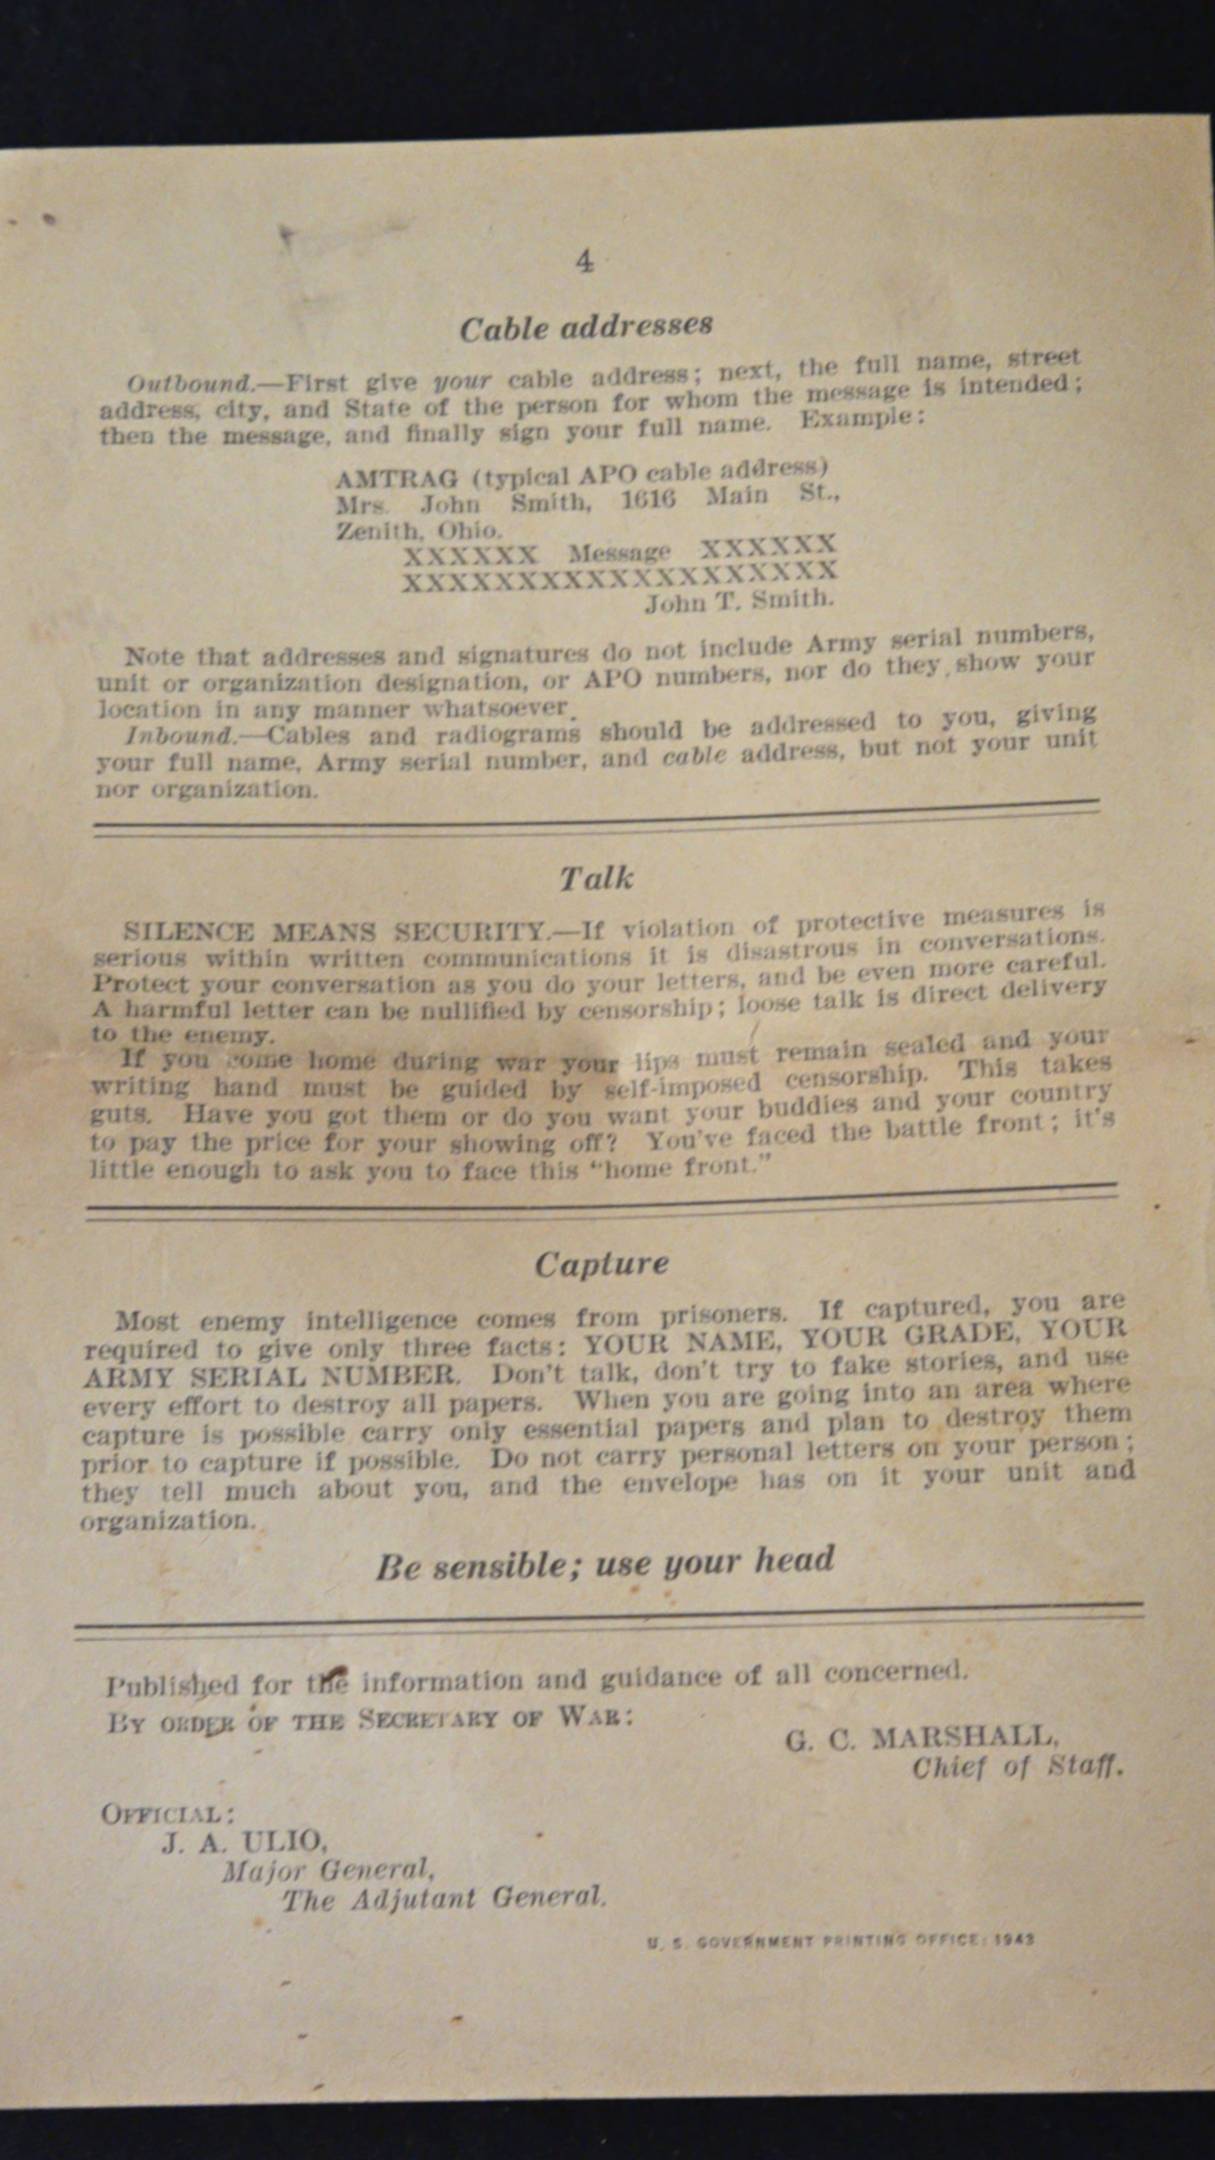 4
Cable addresses
Outbound.—First give your cable address; next, the full name, street
address, city, and State of the person for whom the message is intended;
then the message, and finally sign your full name. Example:
AMTRAG (typical APO cable address)
Mrs. John Smith, 1616 Main St.,
Zenith, Ohio.
XXXXXX Message XXXXXX
XXXXXXXXXXXXXXXXXXX
John T. Smith.
Note that addresses and signatures do not include Army serial numbers,
unit or organization designation, or APO numbers, nor do they show your
location in any manner whatsoever.
Inbound.—Cables and radiograms should be addressed to you, giving
your full name, Army serial number, and cable address, but not your unit
nor organization.
Talk
SILENCE MEANS SECURITY.—If violation of protective measures is
serious within written communications it is disastrous in conversations.
Protect your conversation as you do your letters, and be even more careful.
A harmful letter can be nullified by censorship; loose talk is direct delivery
to the enemy.
If you come home during war your lips must remain sealed and your
writing hand must be guided by self-imposed censorship. This takes
guts. Have you got them or do you want your buddies and your country
to pay the price for your showing off? You've faced the battle front; it's
little enough to ask you to face this "home front."
Capture
Most enemy intelligence comes from prisoners. If captured, you are
required to give only three facts: YOUR NAME, YOUR GRADE, YOUR
ARMY SERIAL NUMBER. Don't talk, don't try to fake stories, and use
every effort to destroy all papers. When you are going into an area where
capture is possible carry only essential papers and plan to destroy them
prior to capture if possible. Do not carry personal letters on your person;
they tell much about you, and the envelope has on it your unit and
organization.
Be sensible; use your head
Published for the information and guidance of all concerned.
BY ORDER OF THE SECRETARY OF WAR:
G. C. MARSHALL,
Chief of Staff.
OFFICIAL:
J. A. ULIO,
Major General,
The Adjutant General.
U. S. GOVERNMENT PRINTING OFFICE: 1943